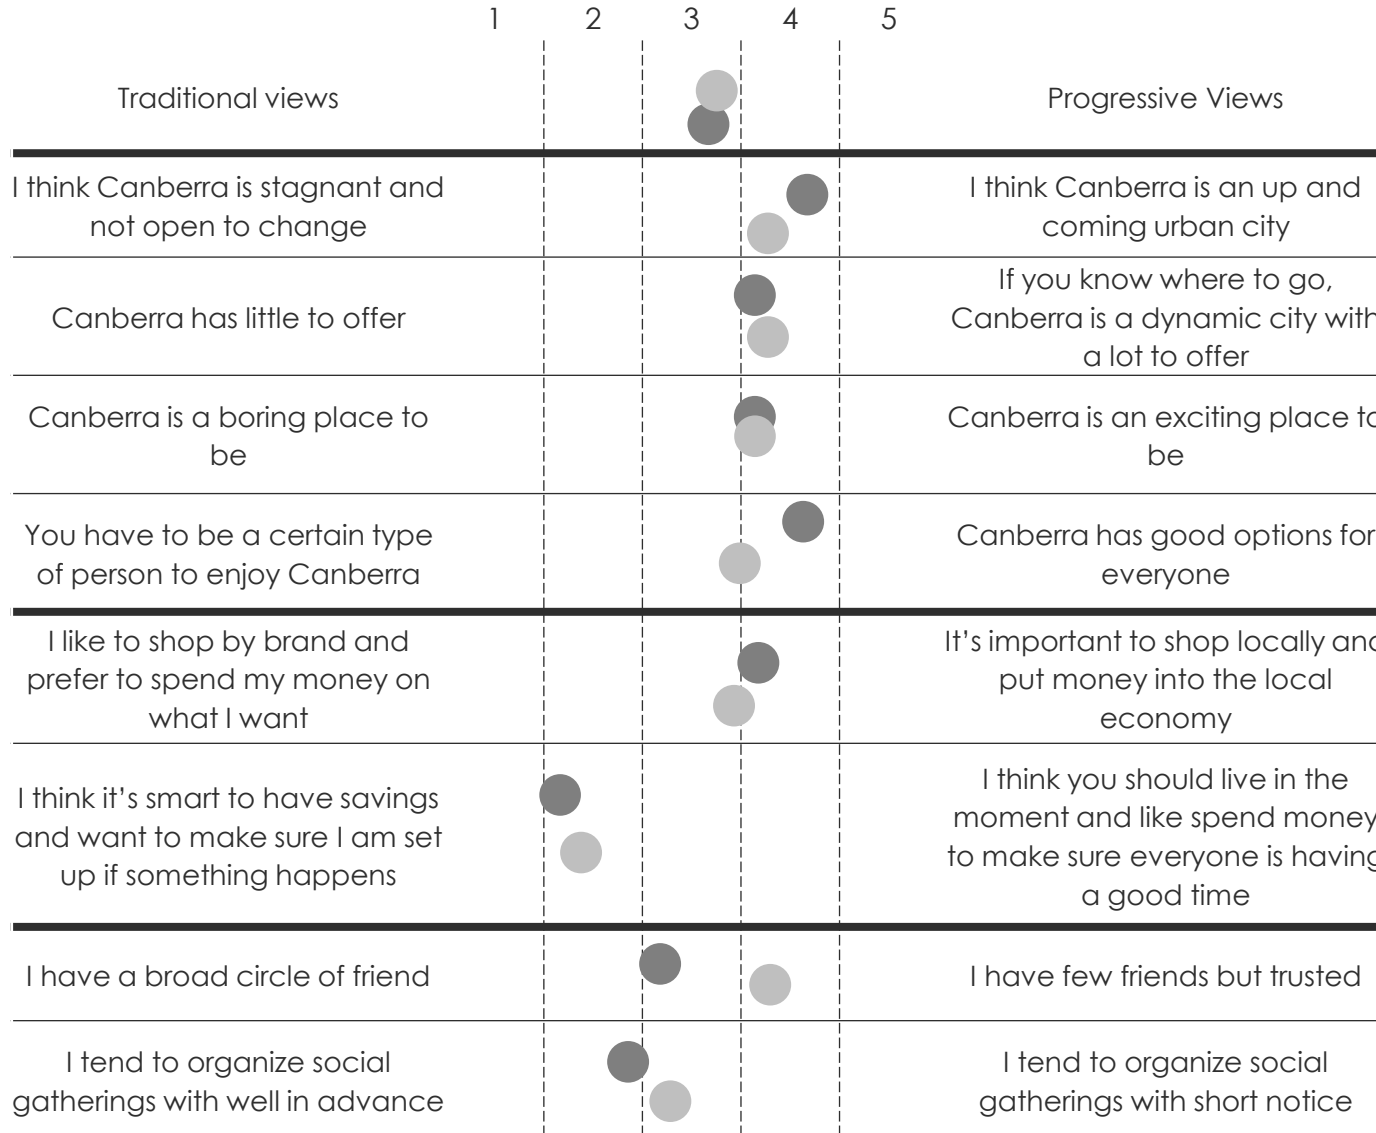 1 2 3 4 5
Traditional views
Progressive Views
I think Canberra is stagnant and
not open to change
I think Canberra is an up and
coming urban city
Canberra has little to offer
If you know where to go,
Canberra is a dynamic city with
a lot to offer
Canberra is a boring place to
be
Canberra is an exciting place to
be
You have to be a certain type
of person to enjoy Canberra
Canberra has good options for
everyone
I like to shop by brand and
prefer to spend my money on
what I want
It's important to shop locally and
put money into the local
economy
I think it's smart to have savings
and want to make sure I am set
up if something happens
I think you should live in the
moment and like spend money
to make sure everyone is having
a good time
I have a broad circle of friend
I have few friends but trusted
I tend to organize social
gatherings with well in advance
I tend to organize social
gatherings with short notice